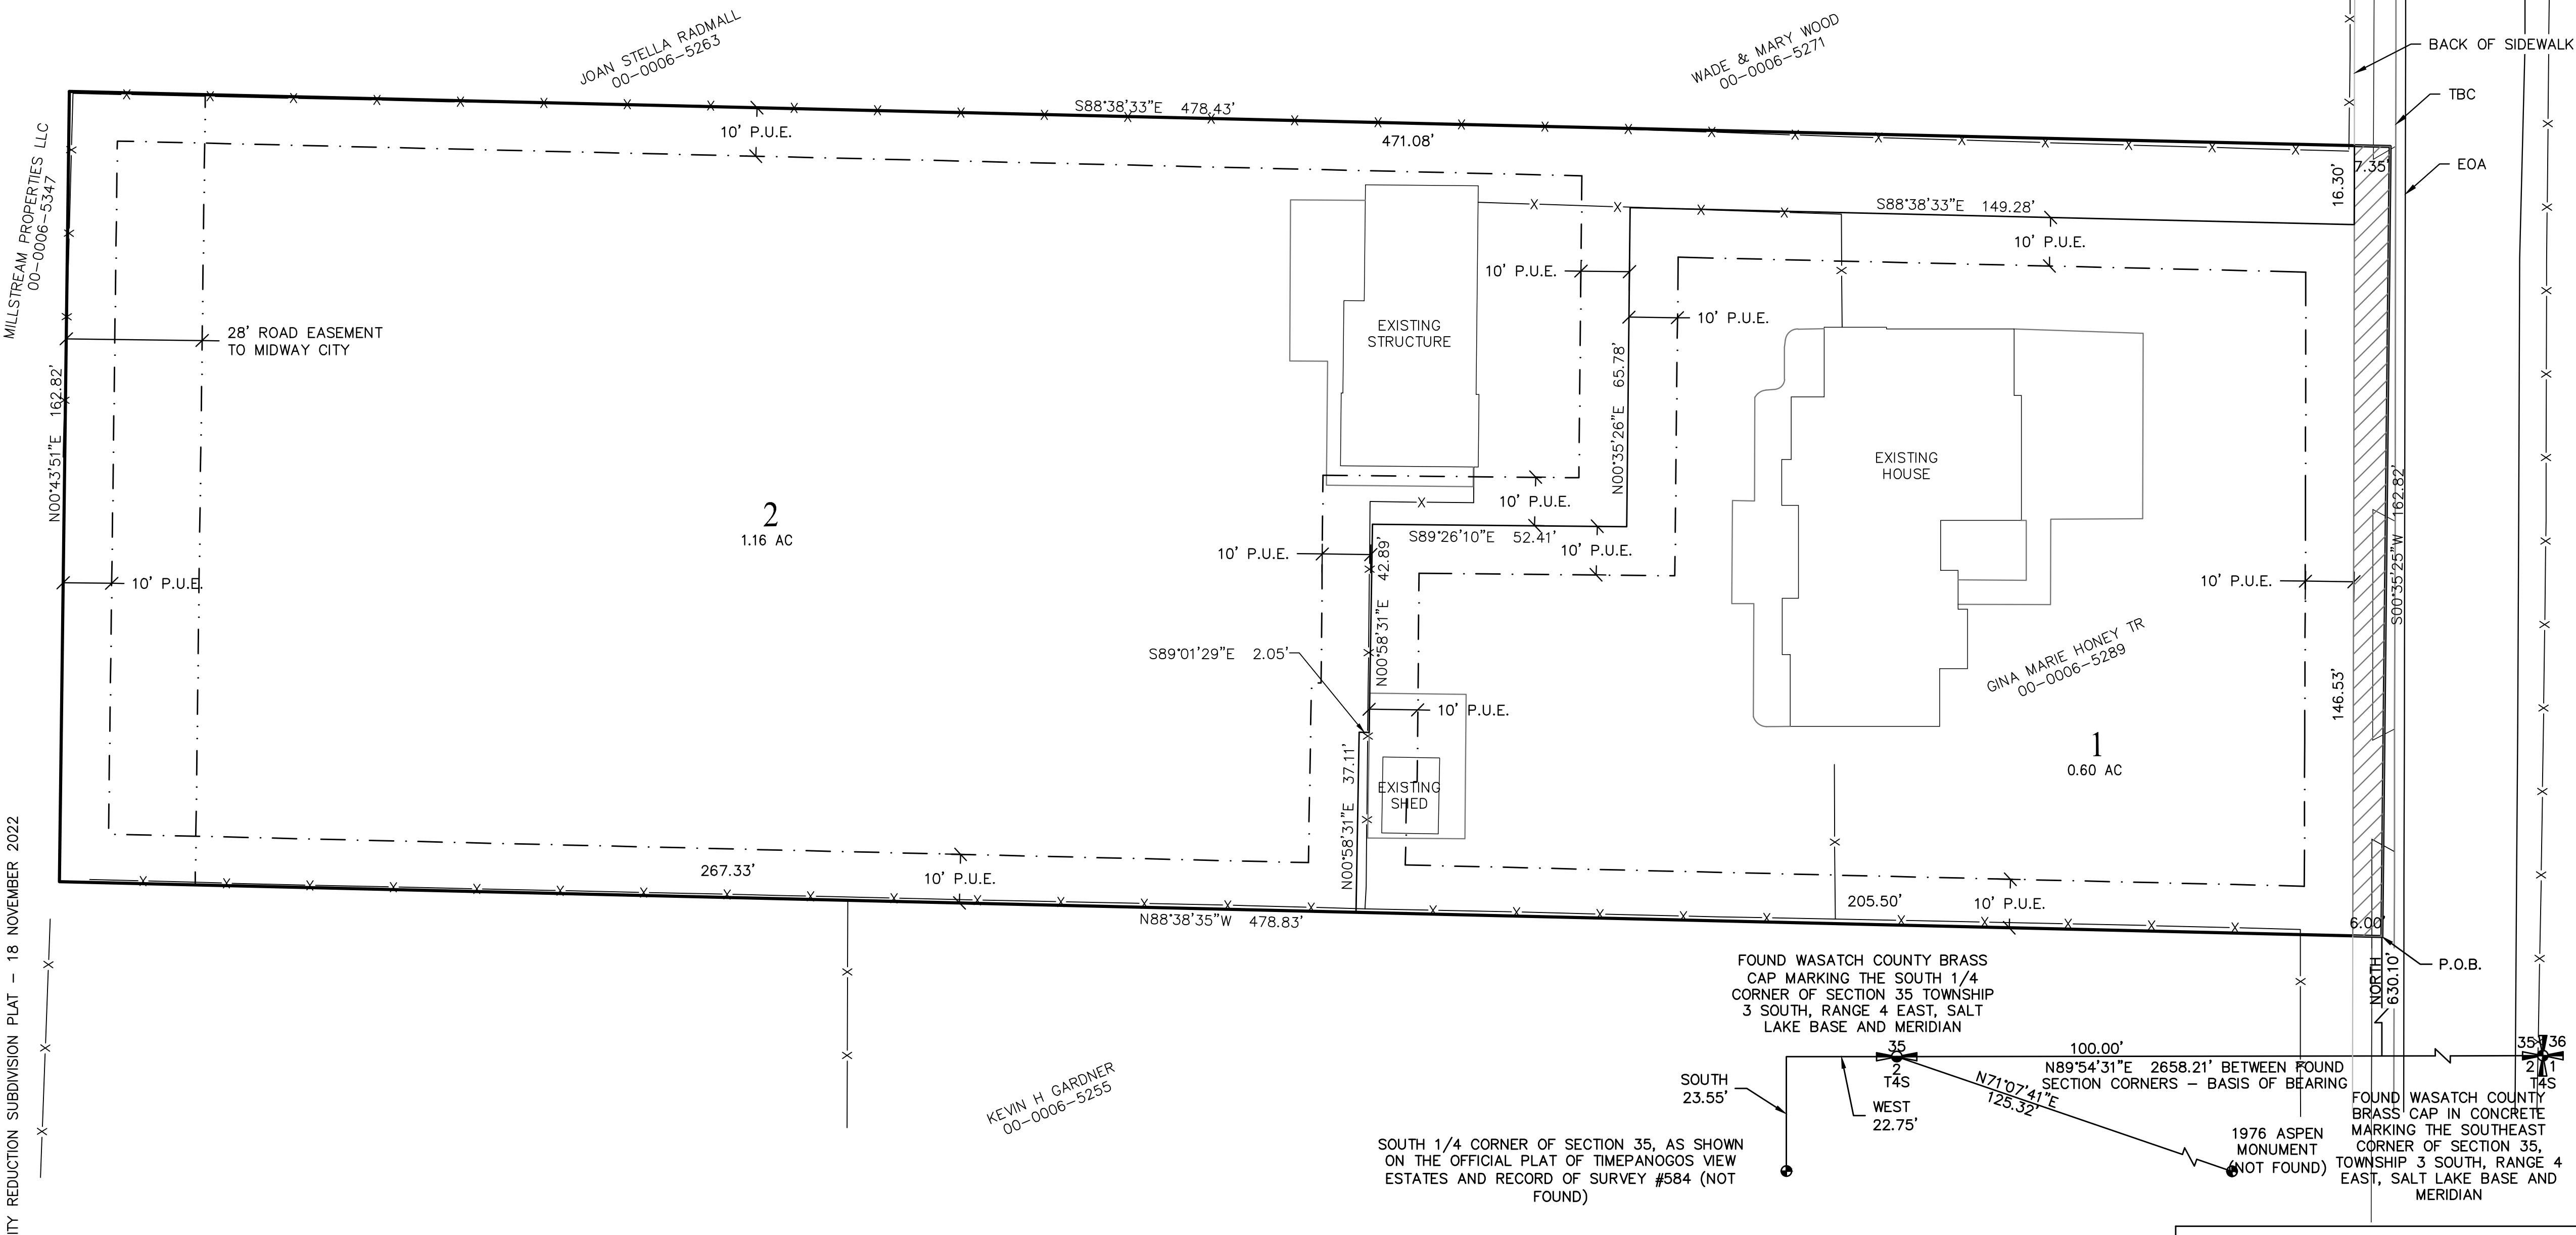 JOAN STELLA RADMALL
00-0006-5263
WADE & MARY WOOD
00-0006-5271
BACK OF SIDEWALK
TBC
EOA
S88°38'33"E 478.43'
10' P.U.E.
471.08'
7.35'
16.30'
MILLSTREAM PROPERTIES LLC
00-0006-5347
S88°38'33"E 149.28'
10' P.U.E.
10' P.U.E.
10' P.U.E.
28' ROAD EASEMENT
TO MIDWAY CITY
EXISTING
STRUCTURE
N00°43'51"E 162.82'
N00°35'26"E 65.78'
EXISTING
HOUSE
S00°35'25"W 162.82'
2
1.16 AC
10' P.U.E.
10' P.U.E.
S89°26'10"E 52.41'
10' P.U.E.
10' P.U.E.
10' P.U.E.
N00°58'31"E 42.89'
S89°01'29"E 2.05'
GINA MARIE HONEY TR
00-0006-5289
10' P.U.E.
146.53'
1
0.60 AC
EXISTING
SHED
N00°58'31"E 37.11'
267.33'
10' P.U.E.
205.50'
10' P.U.E.
6.00'
N88°38'35"W 478.83'
P.O.B.
NORTH
630.10'
ITY REDUCTION SUBDIVISION PLAT - 18 NOVEMBER 2022
FOUND WASATCH COUNTY BRASS
CAP MARKING THE SOUTH 1/4
CORNER OF SECTION 35 TOWNSHIP
3 SOUTH, RANGE 4 EAST, SALT
LAKE BASE AND MERIDIAN
35
2
T4S
100.00'
N89°54'31"E 2658.21' BETWEEN FOUND
SECTION CORNERS - BASIS OF BEARING
35 36
2 1
T4S
KEVIN H GARDNER
00-0006-5255
SOUTH
23.55'
WEST
22.75'
N71°07'41"E
125.32'
1976 ASPEN
MONUMENT
(NOT FOUND)
FOUND WASATCH COUNTY
BRASS CAP IN CONCRETE
MARKING THE SOUTHEAST
CORNER OF SECTION 35,
TOWNSHIP 3 SOUTH, RANGE 4
EAST, SALT LAKE BASE AND
MERIDIAN
SOUTH 1/4 CORNER OF SECTION 35, AS SHOWN
ON THE OFFICIAL PLAT OF TIMEPANOGOS VIEW
ESTATES AND RECORD OF SURVEY #584 (NOT
FOUND)